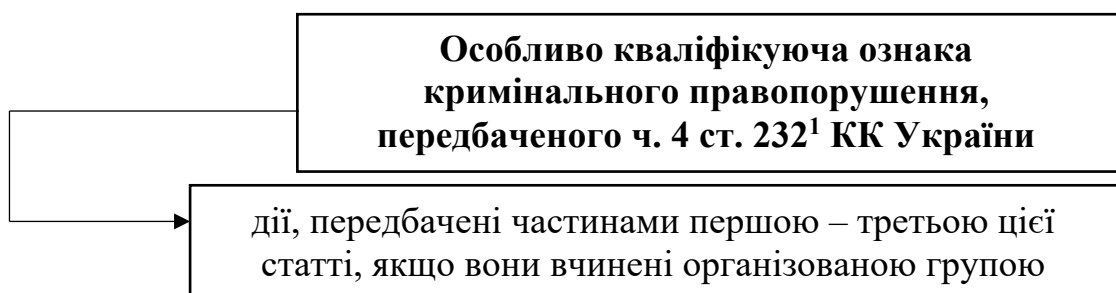 Особливо кваліфікуюча ознака
кримінального правопорушення,
передбаченого ч. 4 ст. 232¹ КК України
дії, передбачені частинами першою – третьою цієї
статті, якщо вони вчинені організованою групою